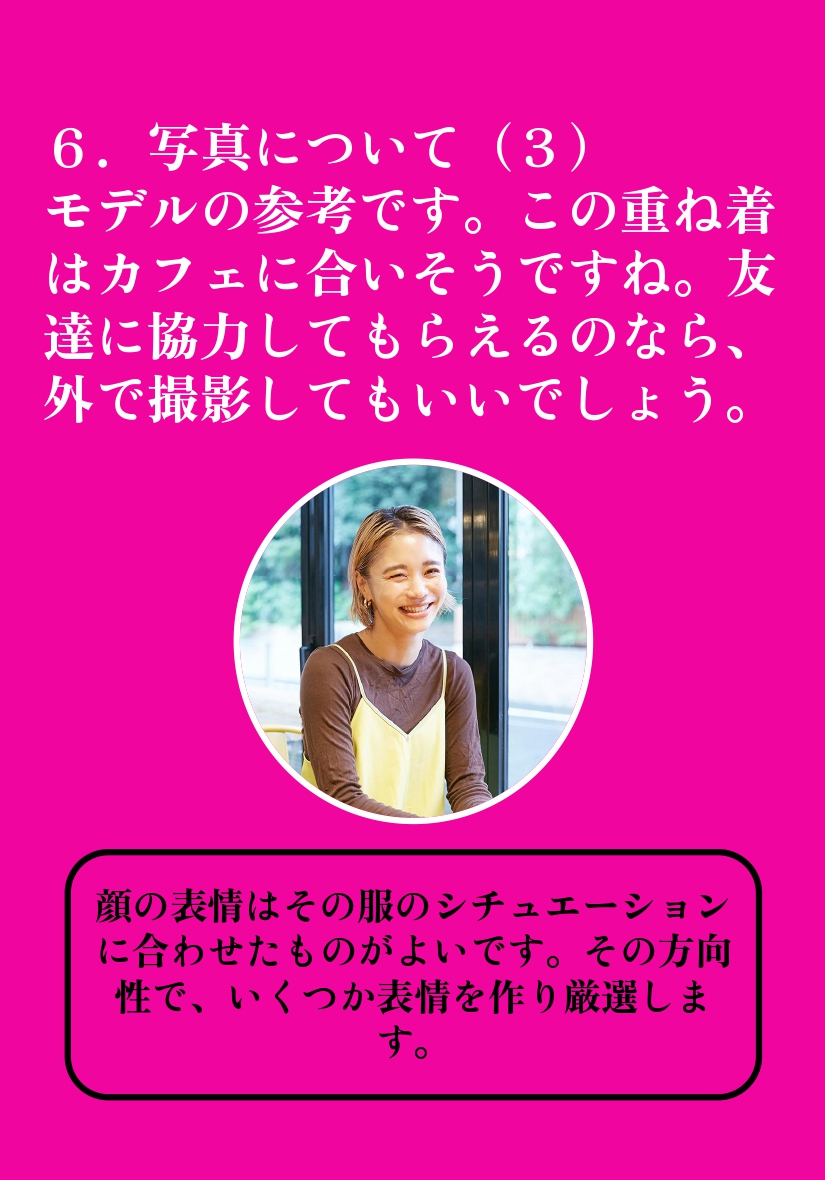 ６．写真について（３）
モデルの参考です。この重ね着
はカフェに合いそうですね。友
達に協力してもらえるのなら、
外で撮影してもいいでしょう。
顔の表情はその服のシチュエーション
に合わせたものがよいです。その方向
性で、いくつか表情を作り厳選しま
す。